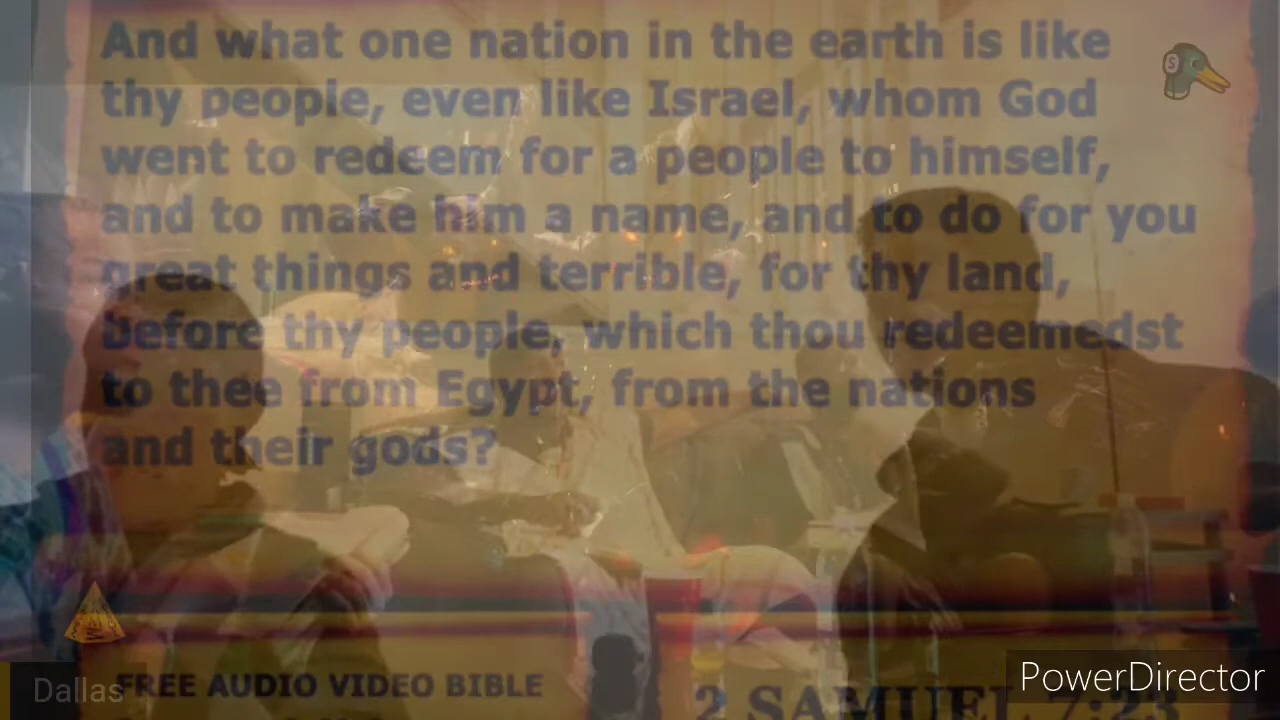 And what one nation in the earth is like
thy people, even like Israel, whom God
went to redeem for a people to himself,
and to make him a name, and to do for you
great things and terrible, for thy land,
before thy people, which thou redeemedst
to thee from Egypt, from the nations
and their gods?
Dallas
FREE AUDIO VIDEO BIBLE
2 SAMUEL 7:23
PowerDirector